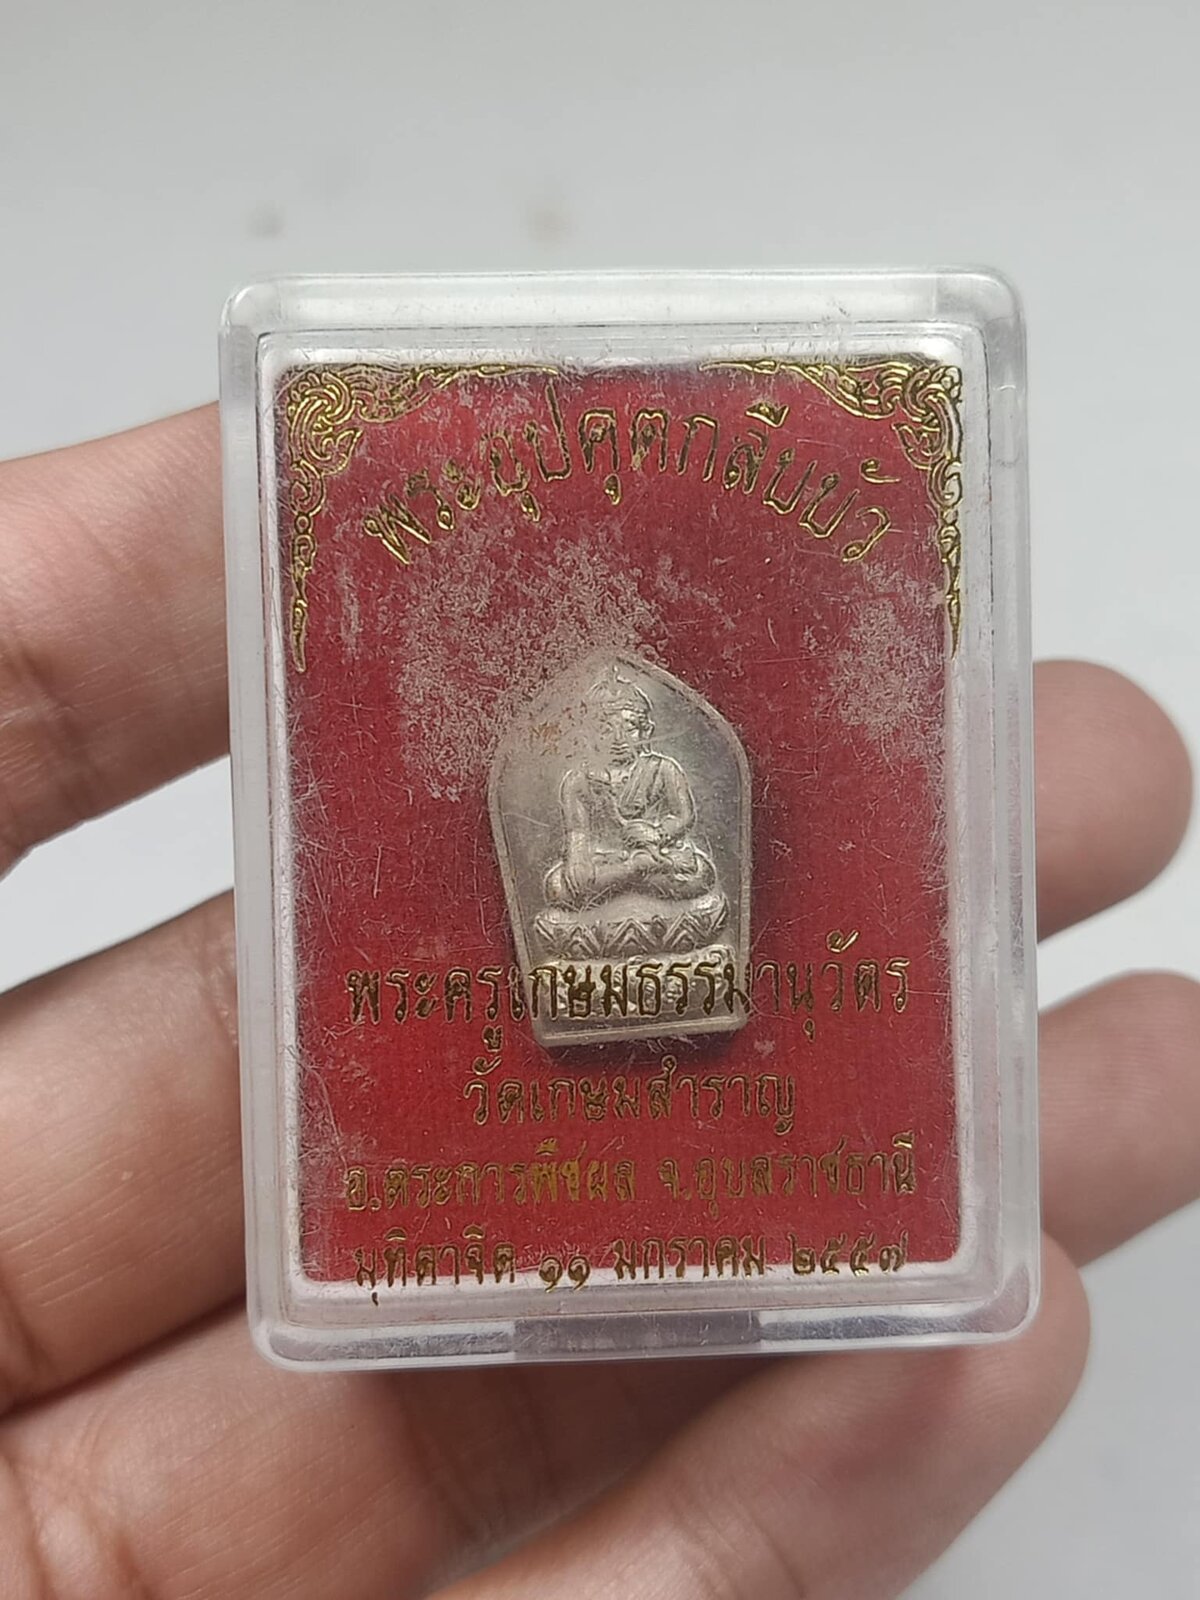 พระอุปคุตกลีบบัว
พระครูเกษมธรรมานุวัตร
วัดเกษมสำราญ
อ.ตระการพืชผล จ.อุบลราชธานี
มุทิตาจิต ๑๑ มกราคม ๒๕๕๗